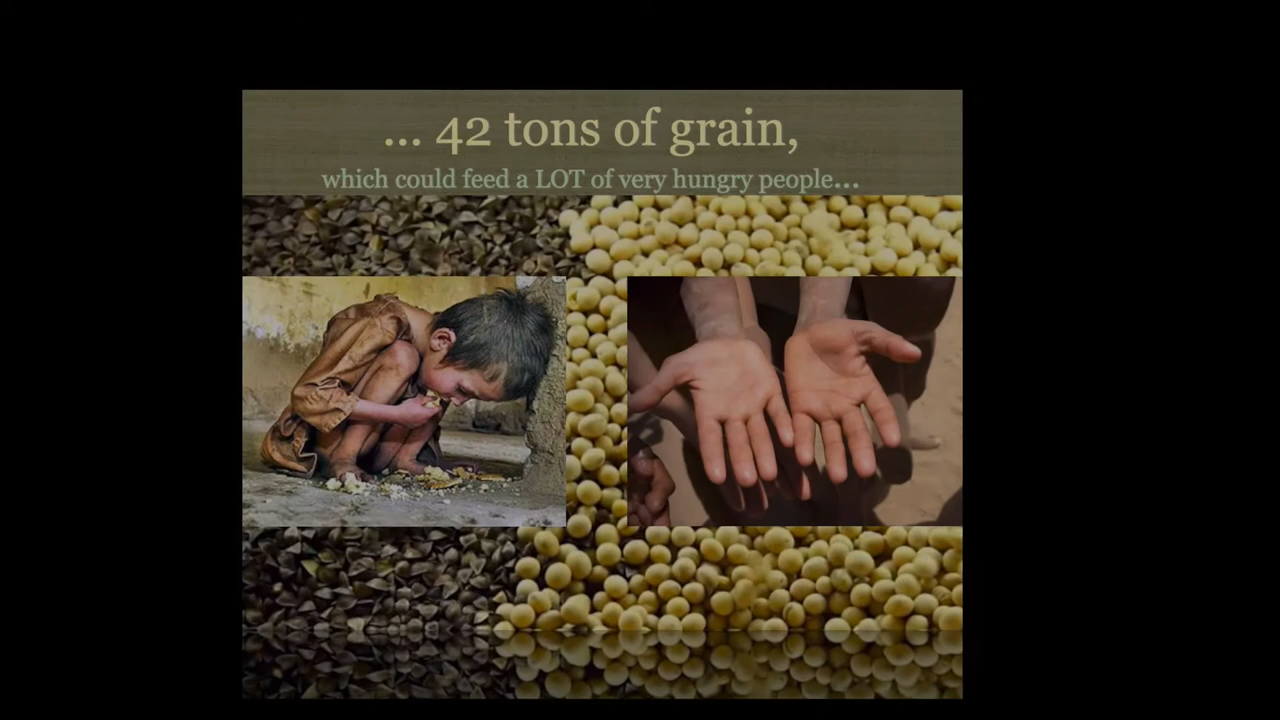 ... 42 tons of grain,
which could feed a LOT of very hungry people...